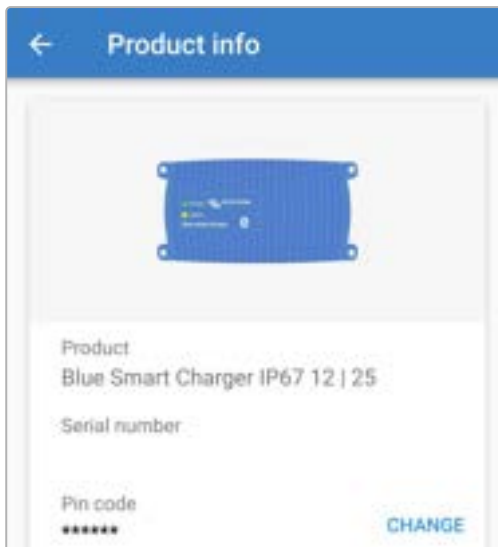 Product info
Product
Blue Smart Charger IP67 12 | 25
Serial number
Pin code
******
CHANGE